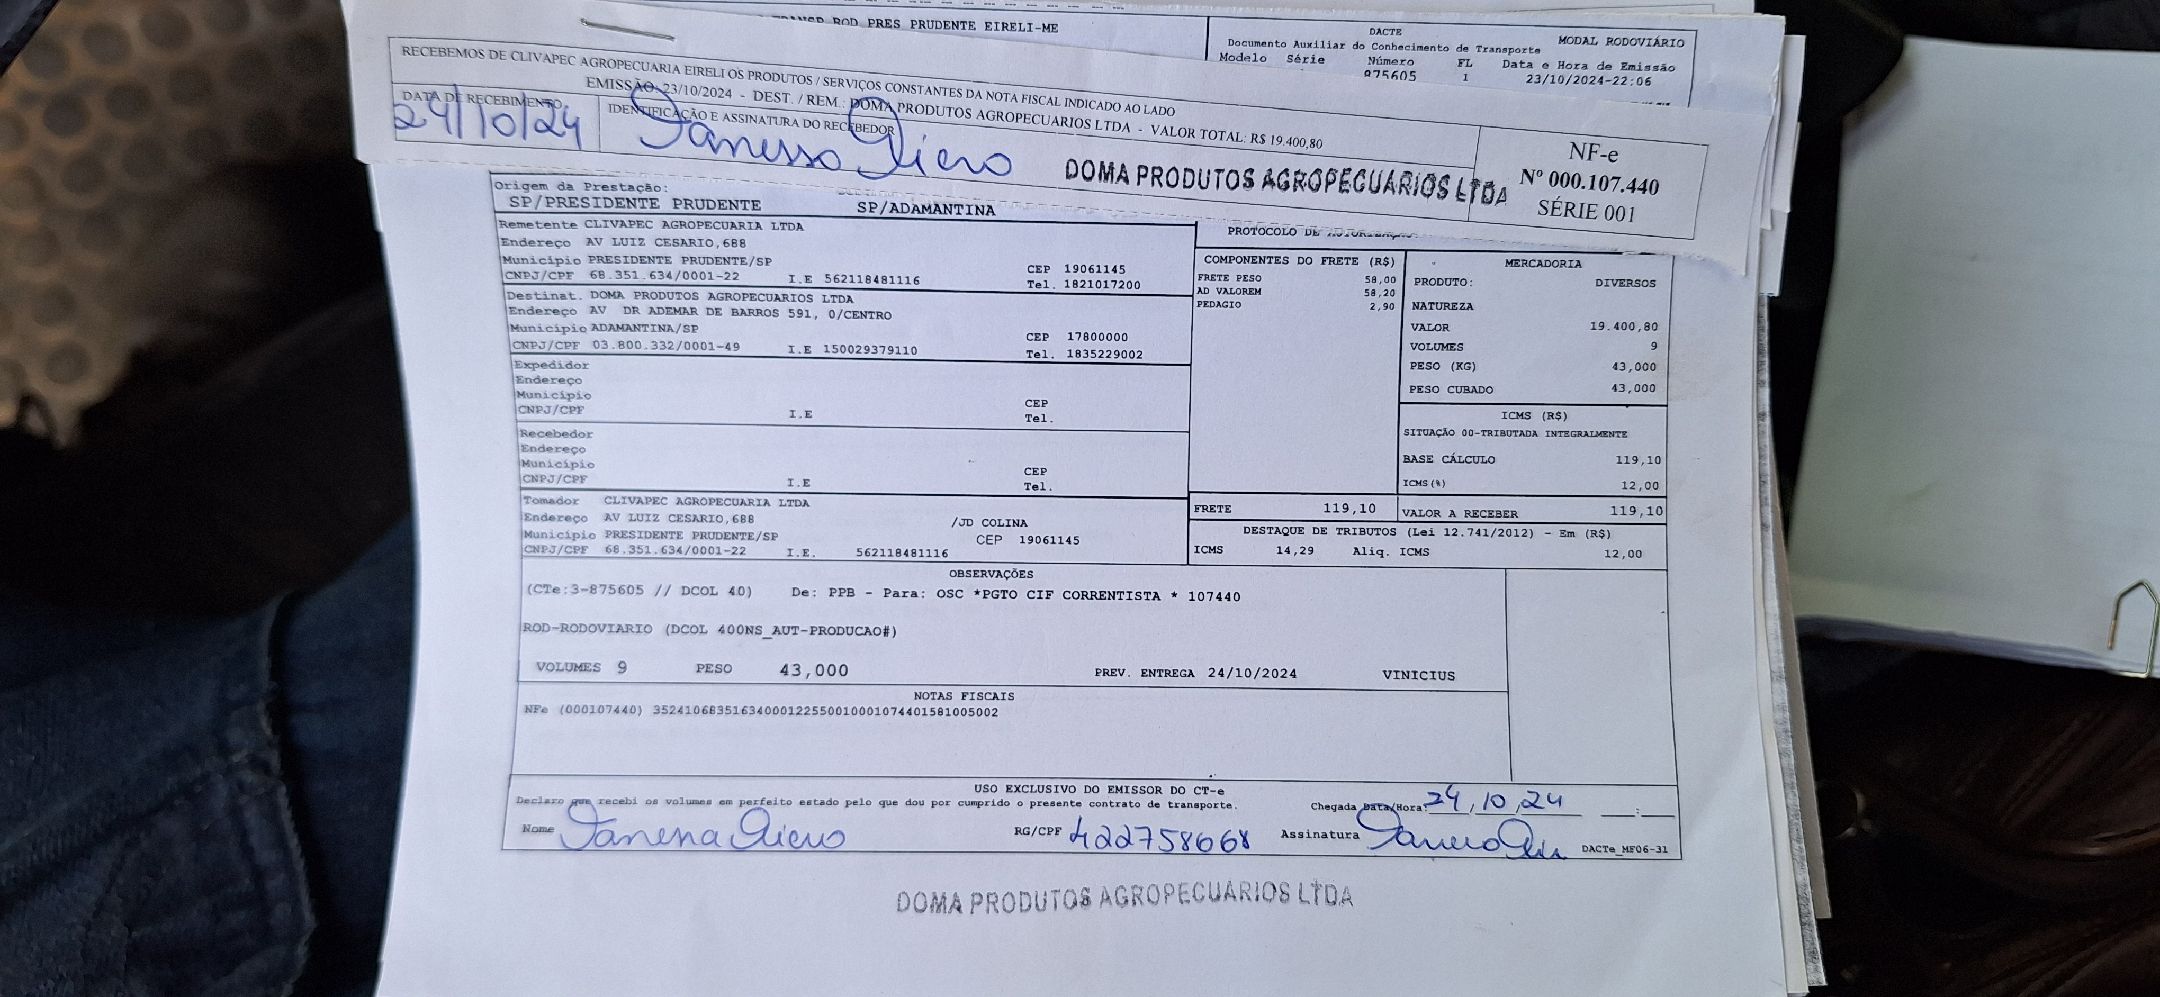 ROD PRES PRUDENTE EIRELI-ME
DACTE
Documento Auxiliar do Conhecimento de Transporte
MODAL RODOVIÁRIO
Modelo Série Número FL Data e Hora de Emissão
875605 1 23/10/2024-22:06
RECEBEMOS DE CLIVAPEC AGROPECUARIA EIRELI OS PRODUTOS / SERVIÇOS CONSTANTES DA NOTA FISCAL INDICADO AO LADO
EMISSÃO: 23/10/2024 - DEST. / REM.: DOMA PRODUTOS AGROPECUARIOS LTDA - VALOR TOTAL: R$ 19.400,80
DATA DE RECEBIMENTO
24/10/24
IDENTIFICAÇÃO E ASSINATURA DO RECEBEDOR
DOMA PRODUTOS AGROPECUÁRIOS LTDA
NF-e
Nº 000.107.440
SÉRIE 001
Origem da Prestação:
SP/PRESIDENTE PRUDENTE SP/ADAMANTINA
Remetente CLIVAPEC AGROPECUARIA LTDA
Endereço AV LUIZ CESARIO,688
Município PRESIDENTE PRUDENTE/SP CEP 19061145
CNPJ/CPF 68.351.634/0001-22 I.E 562118481116 Tel. 1821017200
Destinat. DOMA PRODUTOS AGROPECUARIOS LTDA
Endereço AV DR ADEMAR DE BARROS 591, 0/CENTRO
Município ADAMANTINA/SP CEP 17800000
CNPJ/CPF 03.800.332/0001-49 I.E 150029379110 Tel. 1835229002
Expedidor
Endereço
Município CEP
CNPJ/CPF I.E Tel.
Recebedor
Endereço
Município CEP
CNPJ/CPF I.E Tel.
Tomador CLIVAPEC AGROPECUARIA LTDA
Endereço AV LUIZ CESARIO,688 /JD COLINA
Município PRESIDENTE PRUDENTE/SP CEP 19061145
CNPJ/CPF 68.351.634/0001-22 I.E. 562118481116
PROTOCOLO DE
COMPONENTES DO FRETE (R$)
FRETE PESO 58,00
AD VALOREM 58,20
PEDAGIO 2,90
MERCADORIA
PRODUTO: DIVERSOS
NATUREZA
VALOR 19.400,80
VOLUMES 9
PESO (KG) 43,000
PESO CUBADO 43,000
ICMS (R$)
SITUAÇÃO 00-TRIBUTADA INTEGRALMENTE
BASE CÁLCULO 119,10
ICMS(%) 12,00
FRETE 119,10 VALOR A RECEBER 119,10
DESTAQUE DE TRIBUTOS (Lei 12.741/2012) - Em (R$)
ICMS 14,29 Aliq. ICMS 12,00
OBSERVAÇÕES
(CTe:3-875605 // DCOL 40) De: PPB - Para: OSC *PGTO CIF CORRENTISTA * 107440
ROD-RODOVIARIO (DCOL 400NS_AUT-PRODUCAO#)
VOLUMES 9 PESO 43,000 PREV. ENTREGA 24/10/2024 VINICIUS
NOTAS FISCAIS
NFe (000107440) 35241068351634000122550010001074401581005002
USO EXCLUSIVO DO EMISSOR DO CT-e
Declaro que recebi os volumes em perfeito estado pelo que dou por cumprido o presente contrato de transporte. Chegada Data/Hora: 24/10/24
Nome RG/CPF 422758668 Assinatura DACTe_MF06-31
DOMA PRODUTOS AGROPECUÁRIOS LTDA